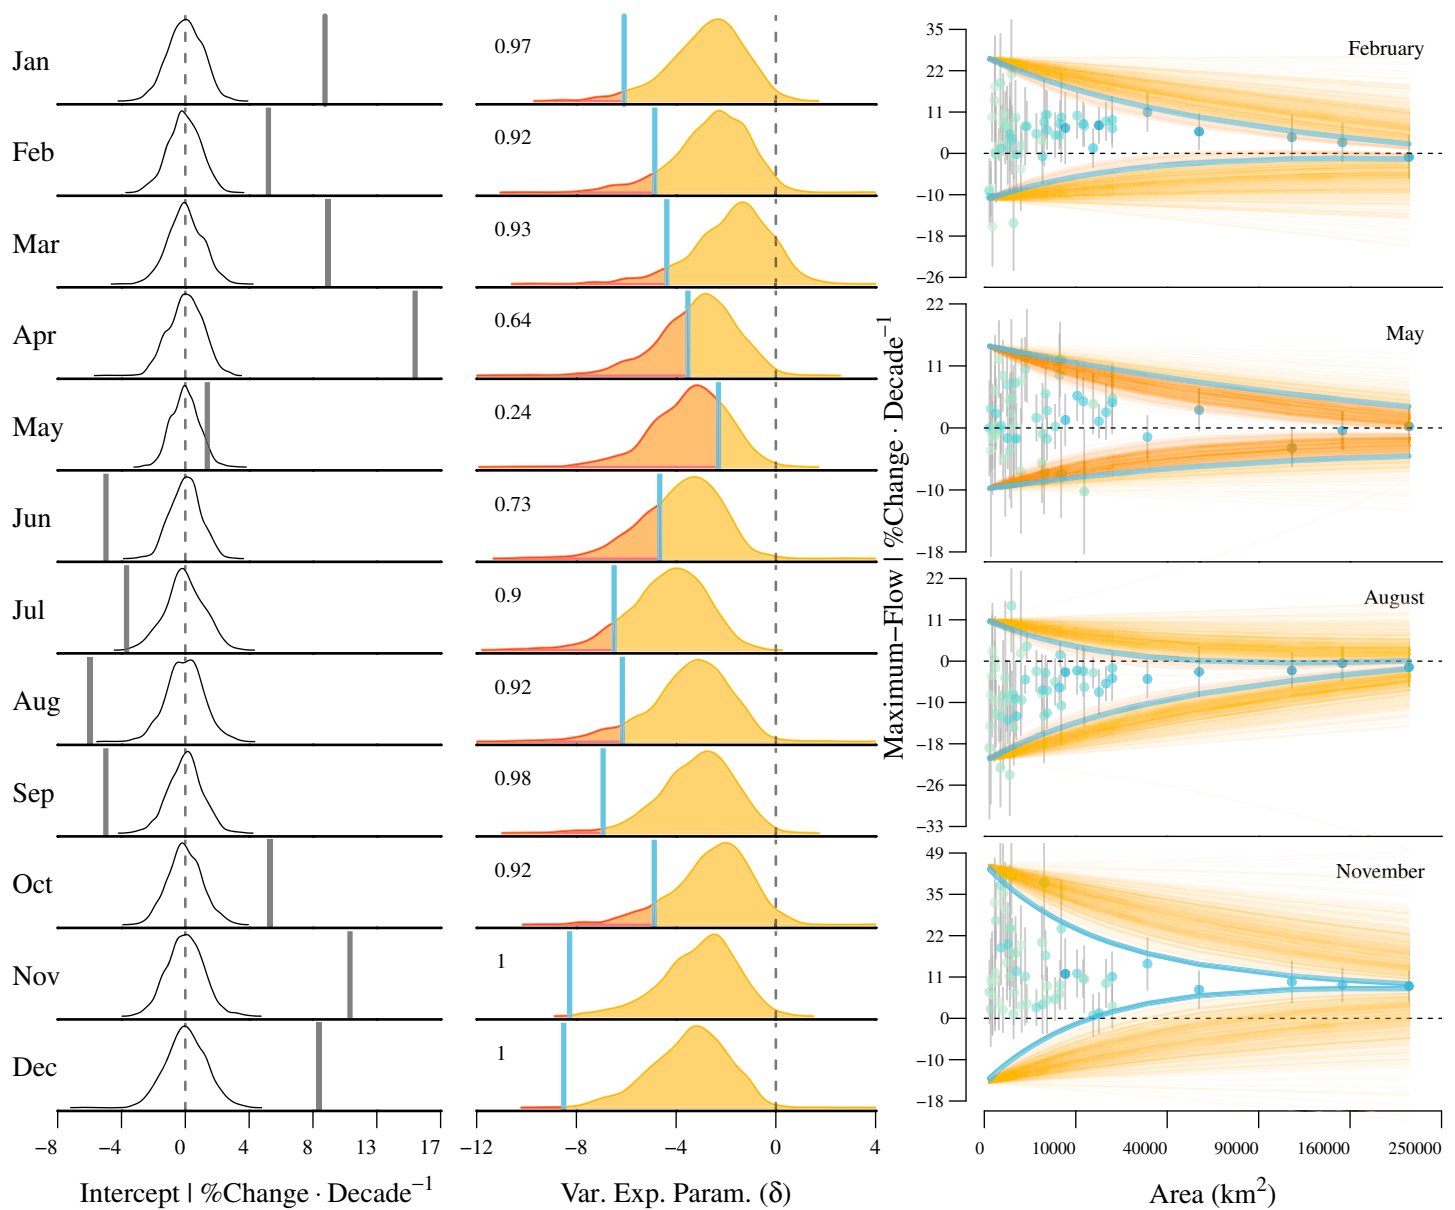 Jan
Feb
Mar
Apr
May
Jun
Jul
Aug
Sep
Oct
Nov
Dec
−8 −4 0 4 8 13 17
Intercept | %Change · Decade⁻¹
0.97
0.92
0.93
0.64
0.24
0.73
0.9
0.92
0.98
0.92
1
1
−12 −8 −4 0 4
Var. Exp. Param. (δ)
Maximum−Flow | %Change · Decade⁻¹
February
35
22
11
0
−10
−18
−26
May
22
11
0
−10
−18
August
22
11
0
−10
−18
−26
−33
November
49
35
22
11
0
−10
−18
0 10000 40000 90000 160000 250000
Area (km²)